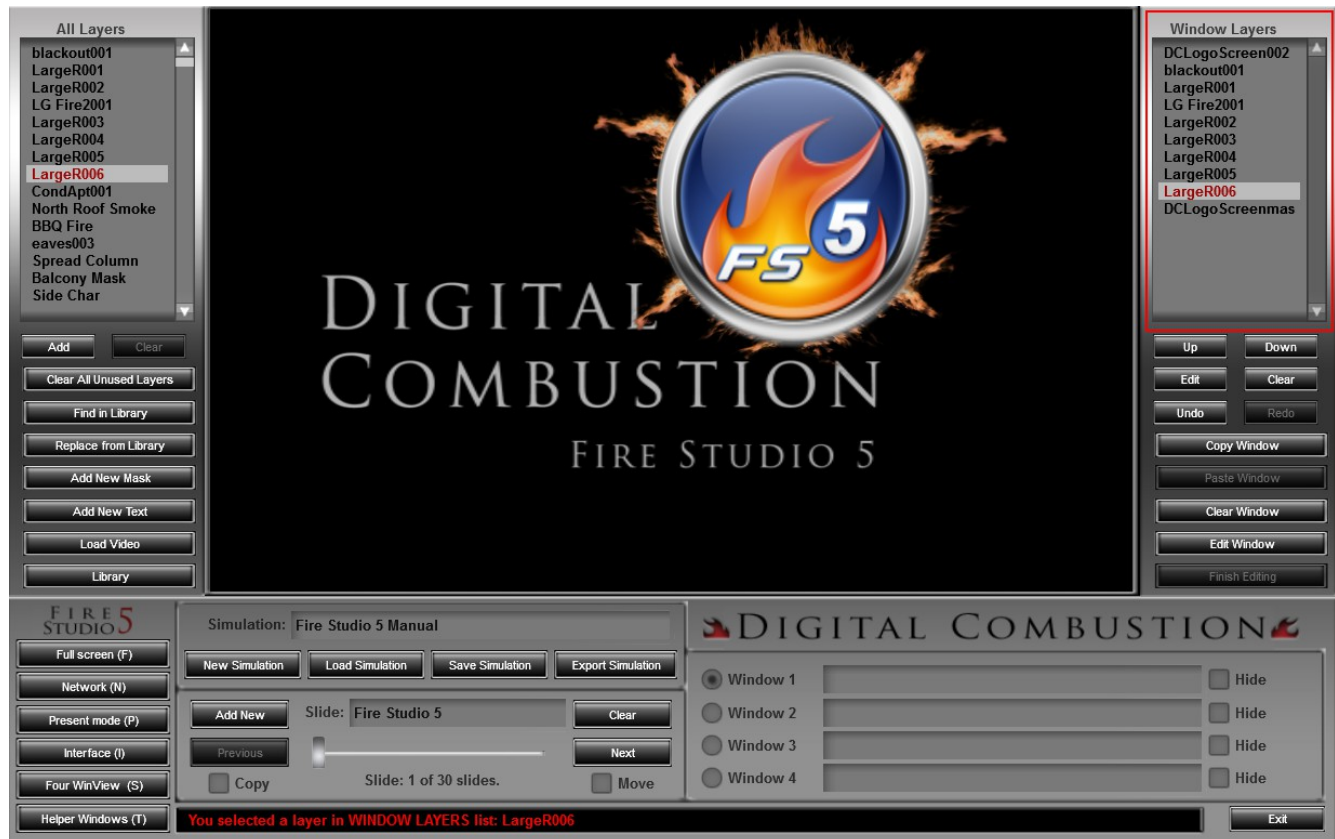 All Layers
blackout001
LargeR001
LargeR002
LG Fire2001
LargeR003
LargeR004
LargeR005
LargeR006
CondApt001
North Roof Smoke
BBQ Fire
eaves003
Spread Column
Balcony Mask
Side Char
Add Clear
Clear All Unused Layers
Find in Library
Replace from Library
Add New Mask
Add New Text
Load Video
Library
FS 5
DIGITAL
COMBUSTION
FIRE STUDIO 5
Window Layers
DCLogoScreen002
blackout001
LargeR001
LG Fire2001
LargeR002
LargeR003
LargeR004
LargeR005
LargeR006
DCLogoScreenmas
Up Down
Edit Clear
Undo Redo
Copy Window
Paste Window
Clear Window
Edit Window
Finish Editing
FIRE
STUDIO 5
Full screen (F)
Network (N)
Present mode (P)
Interface (I)
Four WinView (S)
Helper Windows (T)
Simulation: Fire Studio 5 Manual
New Simulation Load Simulation Save Simulation Export Simulation
Add New Slide: Fire Studio 5 Clear
Previous Next
Copy Slide: 1 of 30 slides. Move
DIGITAL COMBUSTION
Window 1 Hide
Window 2 Hide
Window 3 Hide
Window 4 Hide
You selected a layer in WINDOW LAYERS list: LargeR006
Exit